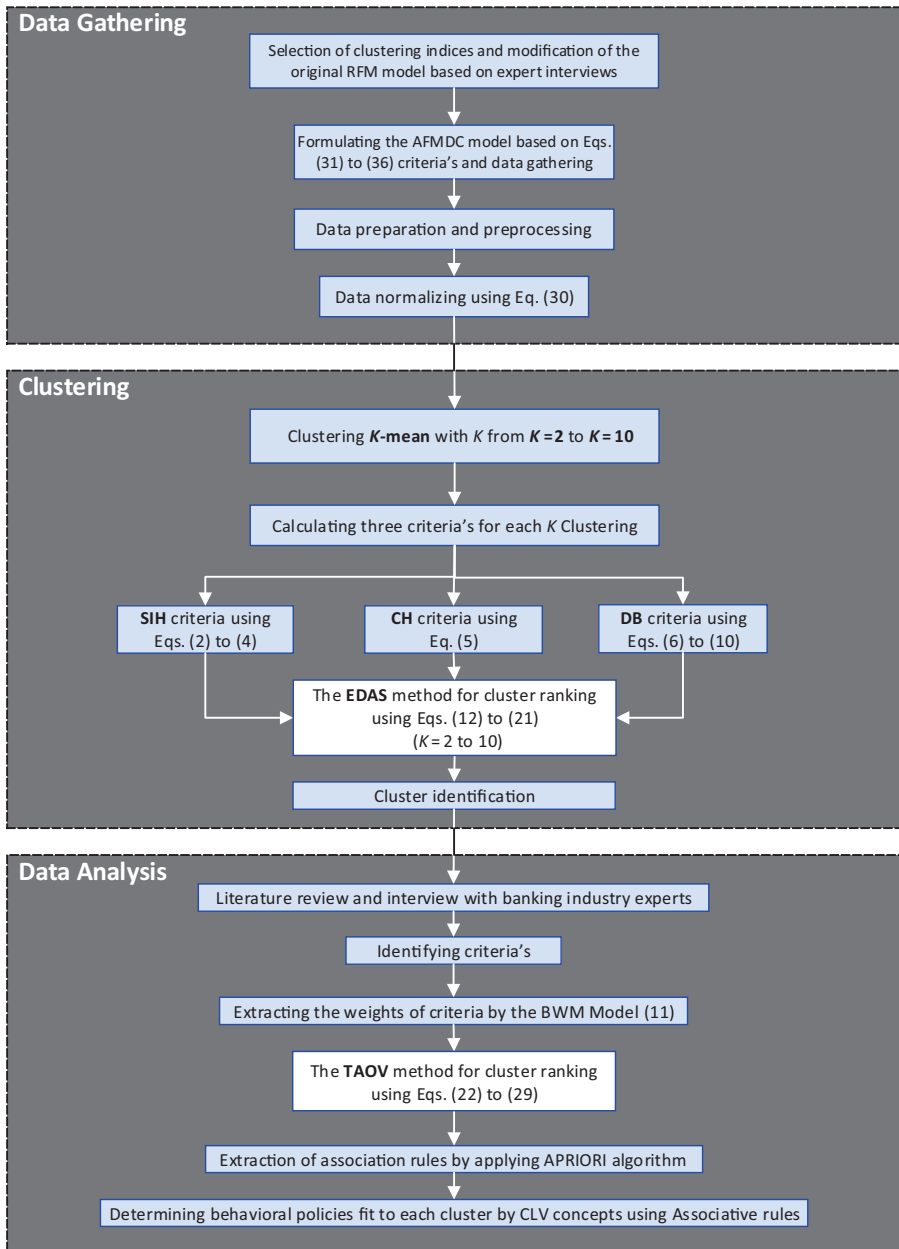 Data Gathering
Selection of clustering indices and modification of the
original RFM model based on expert interviews
Formulating the AFMDC model based on Eqs.
(31) to (36) criteria's and data gathering
Data preparation and preprocessing
Data normalizing using Eq. (30)
Clustering
Clustering K-mean with K from K=2 to K= 10
Calculating three criteria's for each K Clustering
SIH criteria using
Eqs. (2) to (4)
CH criteria using
Eq. (5)
DB criteria using
Eqs. (6) to (10)
The EDAS method for cluster ranking
using Eqs. (12) to (21)
(K= 2 to 10)
Cluster identification
Data Analysis
Literature review and interview with banking industry experts
Identifying criteria's
Extracting the weights of criteria by the BWM Model (11)
The TAOV method for cluster ranking
using Eqs. (22) to (29)
Extraction of association rules by applying APRIORI algorithm
Determining behavioral policies fit to each cluster by CLV concepts using Associative rules